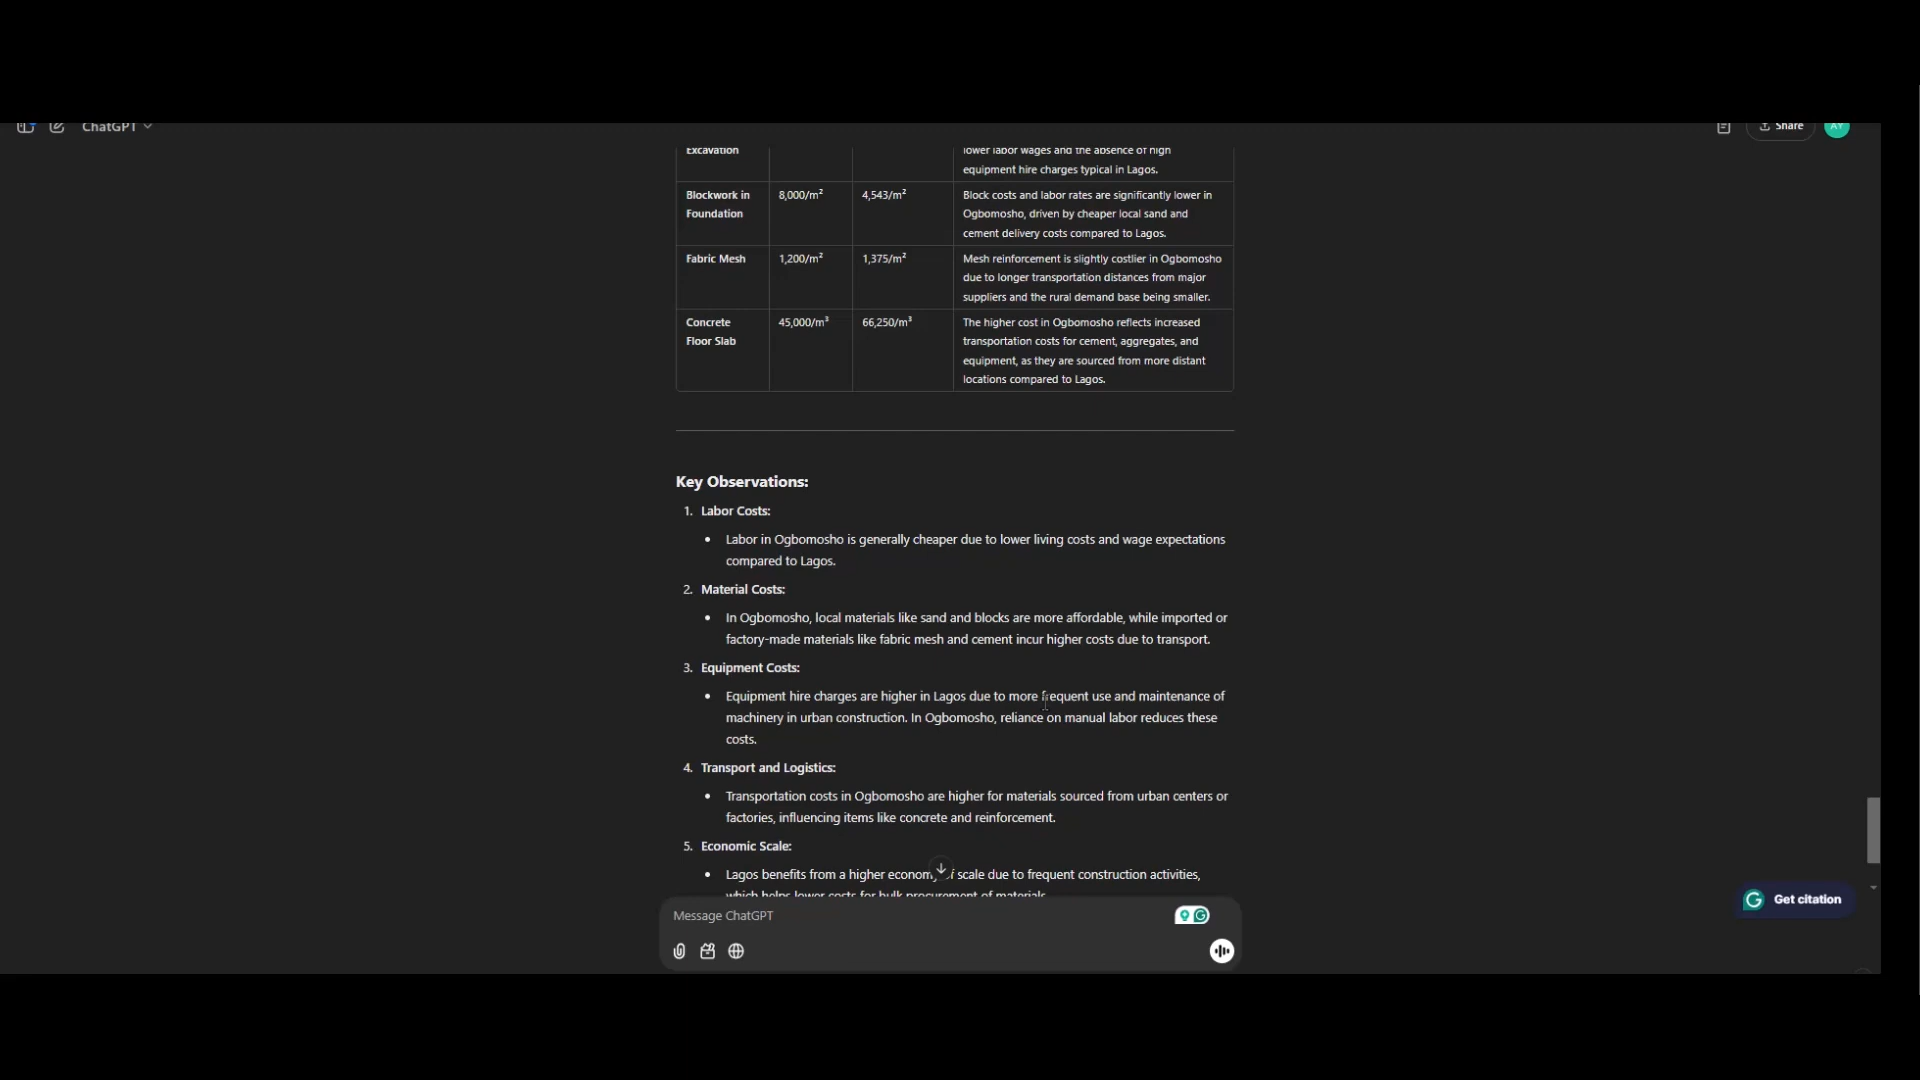 ChatGPT
Share
AY
Excavation
lower labor wages and the absence of high
equipment hire charges typical in Lagos.
Blockwork in
Foundation
8,000/m²
4,543/m²
Block costs and labor rates are significantly lower in
Ogbomosho, driven by cheaper local sand and
cement delivery costs compared to Lagos.
Fabric Mesh
1,200/m²
1,375/m²
Mesh reinforcement is slightly costlier in Ogbomosho
due to longer transportation distances from major
suppliers and the rural demand base being smaller.
Concrete
Floor Slab
45,000/m³
66,250/m³
The higher cost in Ogbomosho reflects increased
transportation costs for cement, aggregates, and
equipment, as they are sourced from more distant
locations compared to Lagos.
Key Observations:
1. Labor Costs:
• Labor in Ogbomosho is generally cheaper due to lower living costs and wage expectations
compared to Lagos.
2. Material Costs:
• In Ogbomosho, local materials like sand and blocks are more affordable, while imported or
factory-made materials like fabric mesh and cement incur higher costs due to transport.
3. Equipment Costs:
• Equipment hire charges are higher in Lagos due to more frequent use and maintenance of
machinery in urban construction. In Ogbomosho, reliance on manual labor reduces these
costs.
4. Transport and Logistics:
• Transportation costs in Ogbomosho are higher for materials sourced from urban centers or
factories, influencing items like concrete and reinforcement.
5. Economic Scale:
• Lagos benefits from a higher economy of scale due to frequent construction activities,
which helps lower costs for bulk procurement of materials.
Message ChatGPT
Get citation